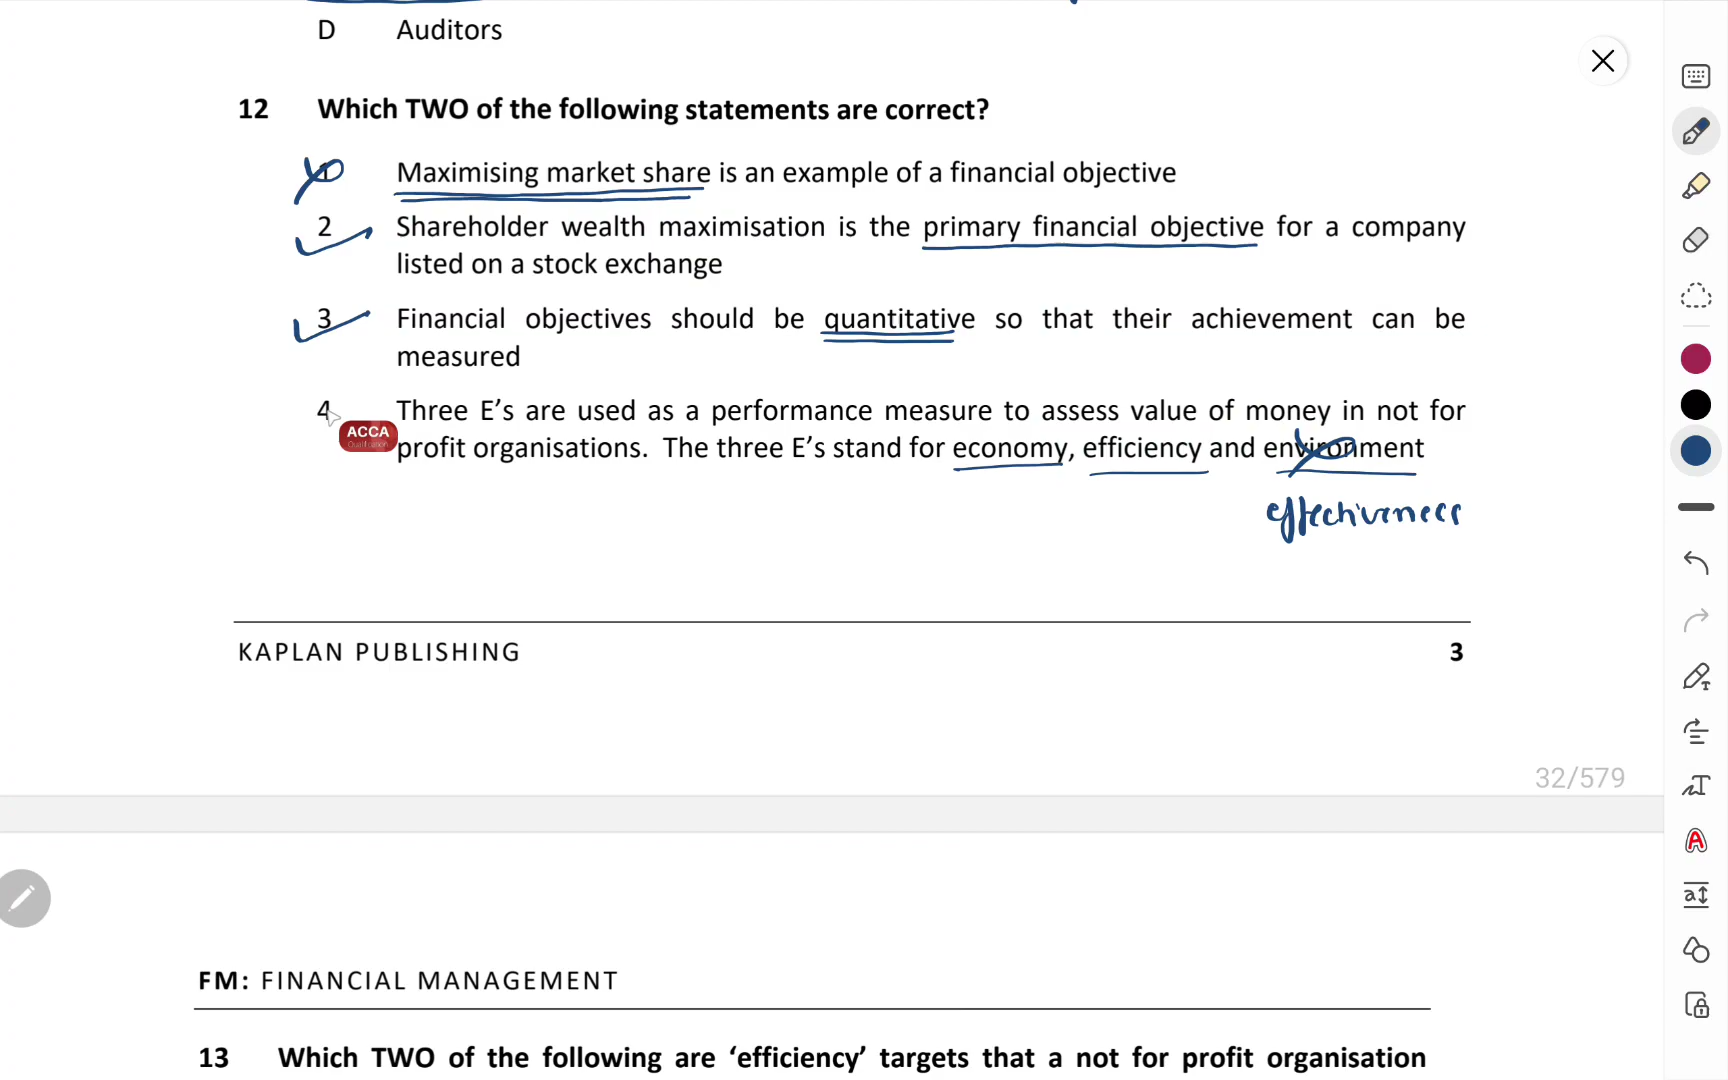 D Auditors
12 Which TWO of the following statements are correct?
1 Maximising market share is an example of a financial objective
2 Shareholder wealth maximisation is the primary financial objective for a company
listed on a stock exchange
3 Financial objectives should be quantitative so that their achievement can be
measured
4 Three E’s are used as a performance measure to assess value of money in not for
ACCA
Qualification
profit organisations. The three E’s stand for economy, efficiency and environment
effectiveness
KAPLAN PUBLISHING 3
32/579
FM: FINANCIAL MANAGEMENT
13 Which TWO of the following are ‘efficiency’ targets that a not for profit organisation